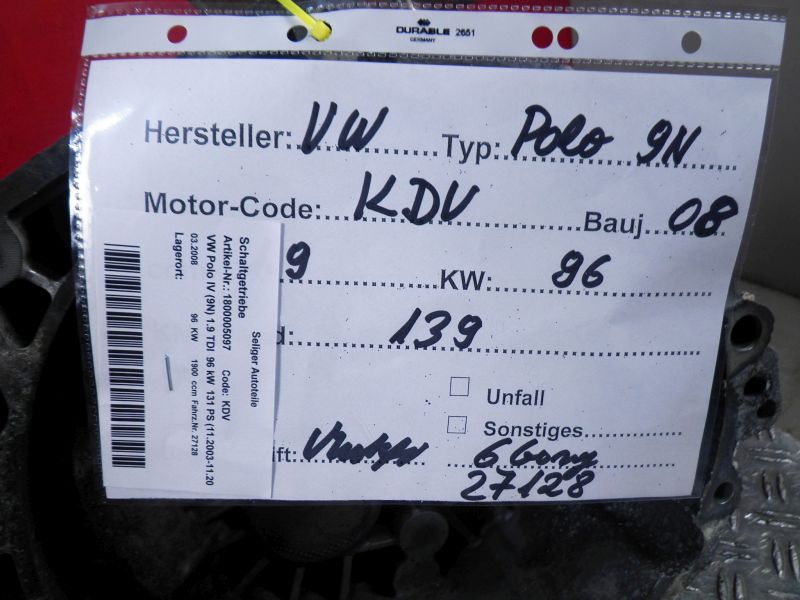 DURABLE 2651
GERMANY
Hersteller: VW Typ: Polo 9N
Motor-Code: KDV Bauj 08
9 KW: 96
d: 139
Unfall
Sonstiges
ift: 6 Gang
27128
Seliger Autoteile
Schaltgetriebe
Artikel-Nr.: 1800005097 Code: KDV
VW Polo IV (9N) 1.9 TDI 96 kW 131 PS (11.2003-11.20
03.2008 96 KW 1900 ccm Fahrz.Nr. 27128
Lagerort: